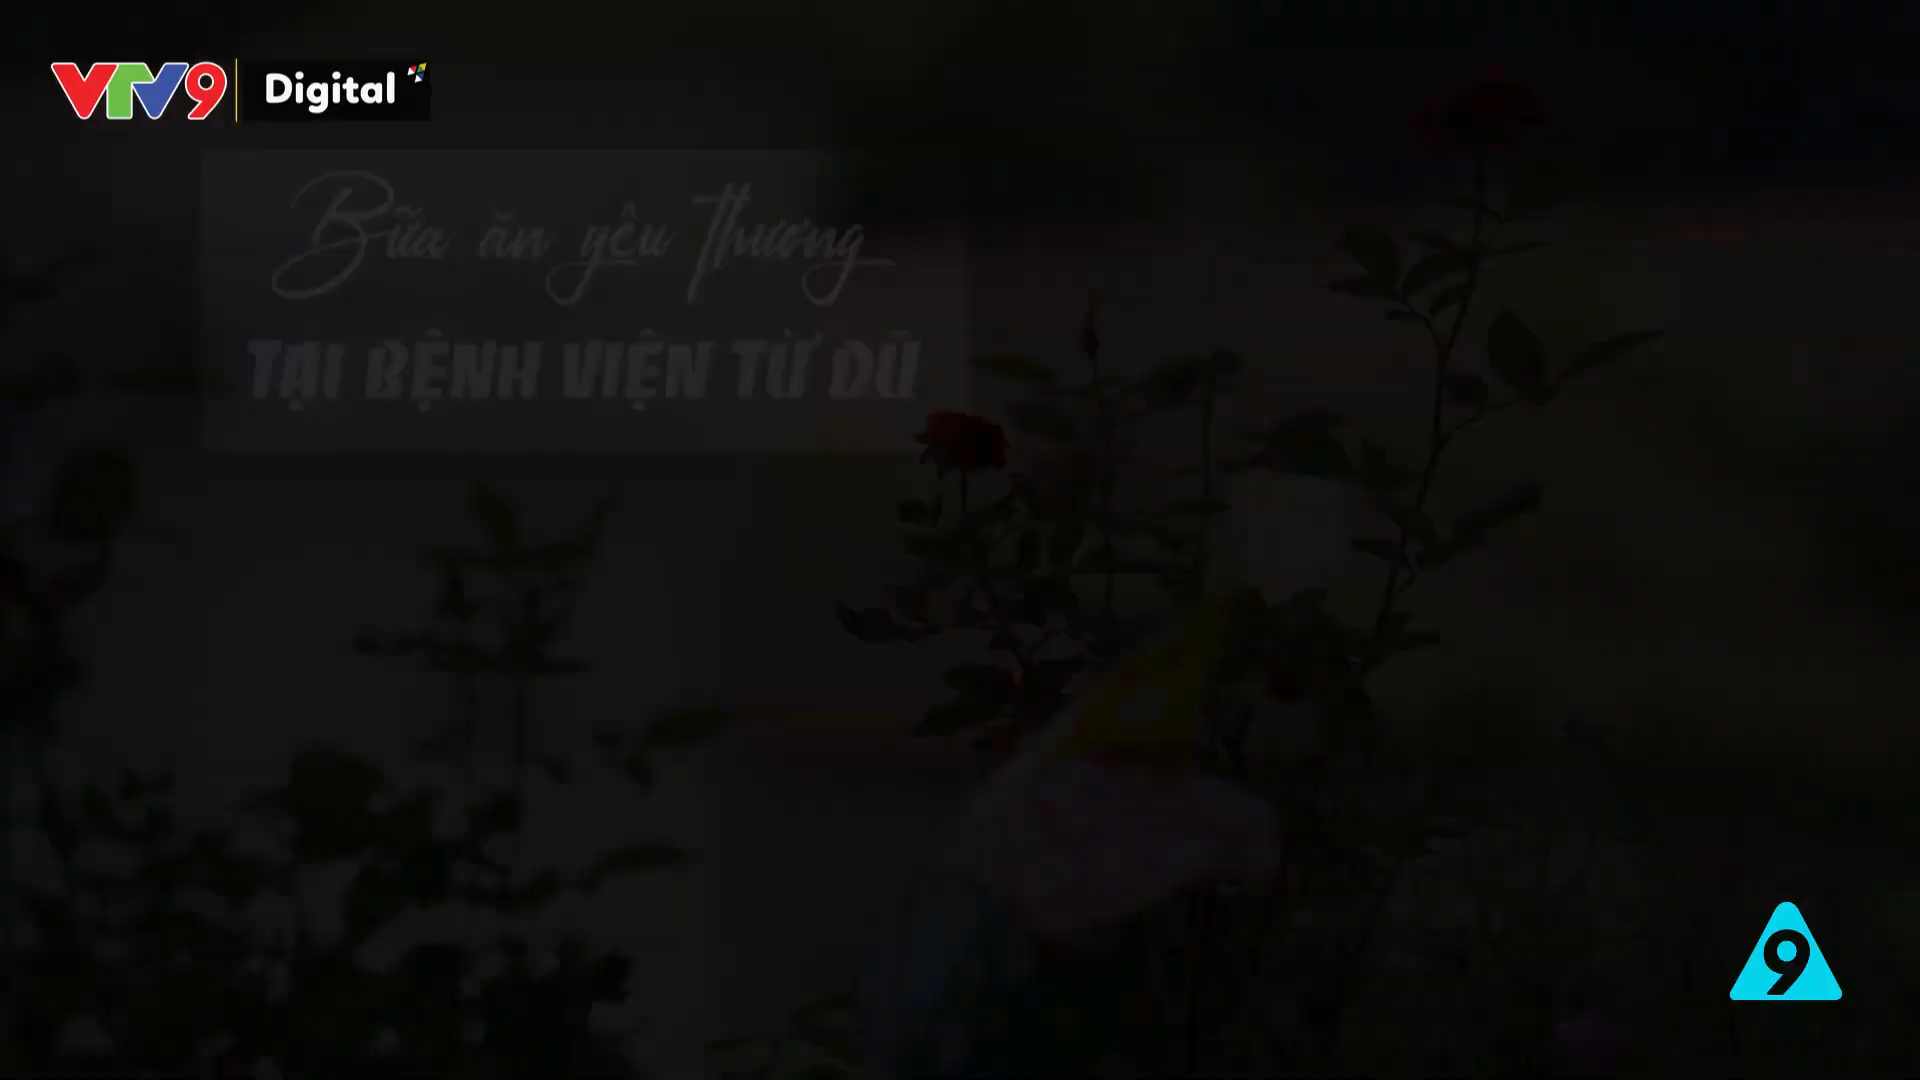 VTV9 Digital
Bữa ăn yêu thương
TẠI BỆNH VIỆN TỪ DŨ
9